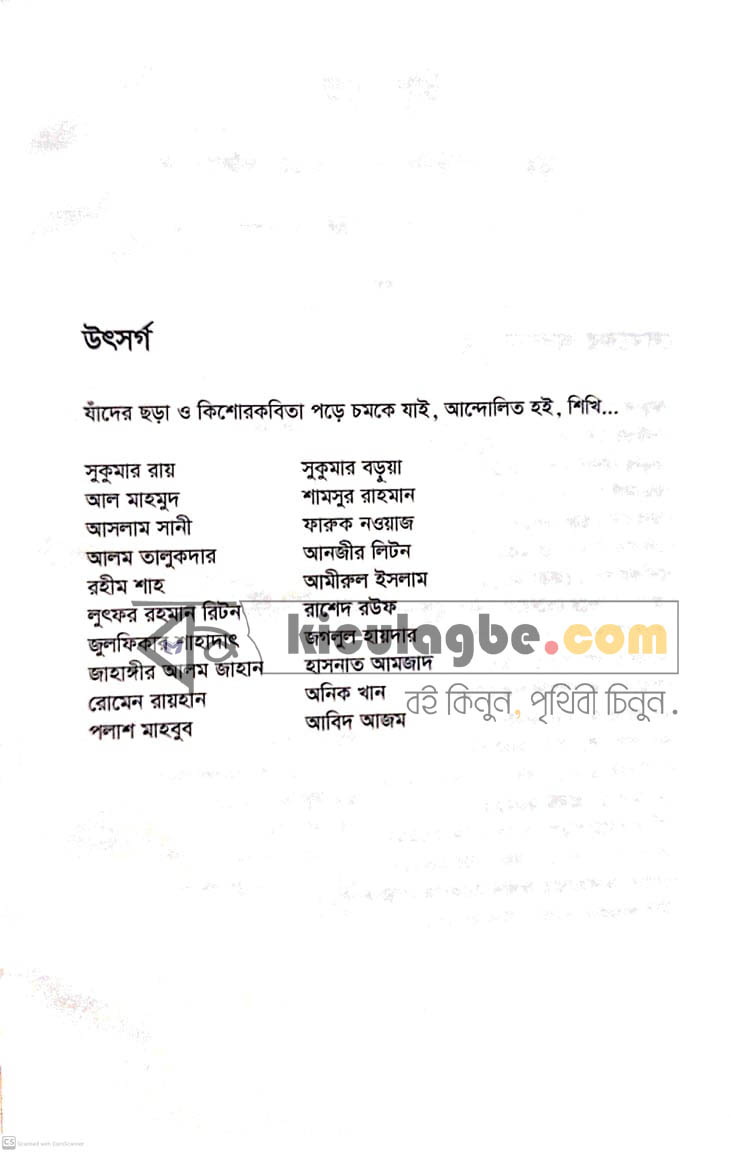 উৎসর্গ
যাঁদের ছড়া ও কিশোরকবিতা পড়ে চমকে যাই, আন্দোলিত হই, শিখি...
সুকুমার রায় সুকুমার বড়ুয়া
আল মাহমুদ শামসুর রাহমান
আসলাম সানী ফারুক নওয়াজ
আলম তালুকদার আনজীর লিটন
রহীম শাহ আমীরুল ইসলাম
লুৎফর রহমান রিটন রাশেদ রউফ
জুলফিকার শাহাদাৎ জগলুল হায়দার
জাহাঙ্গীর আলম জাহান হাসনাত আমজাদ
রোমেন রায়হান অনিক খান
পলাশ মাহবুব আবিদ আজম
kiculagbe.com
বই কিনুন, পৃথিবী চিনুন.
CS Scanned with CamScanner